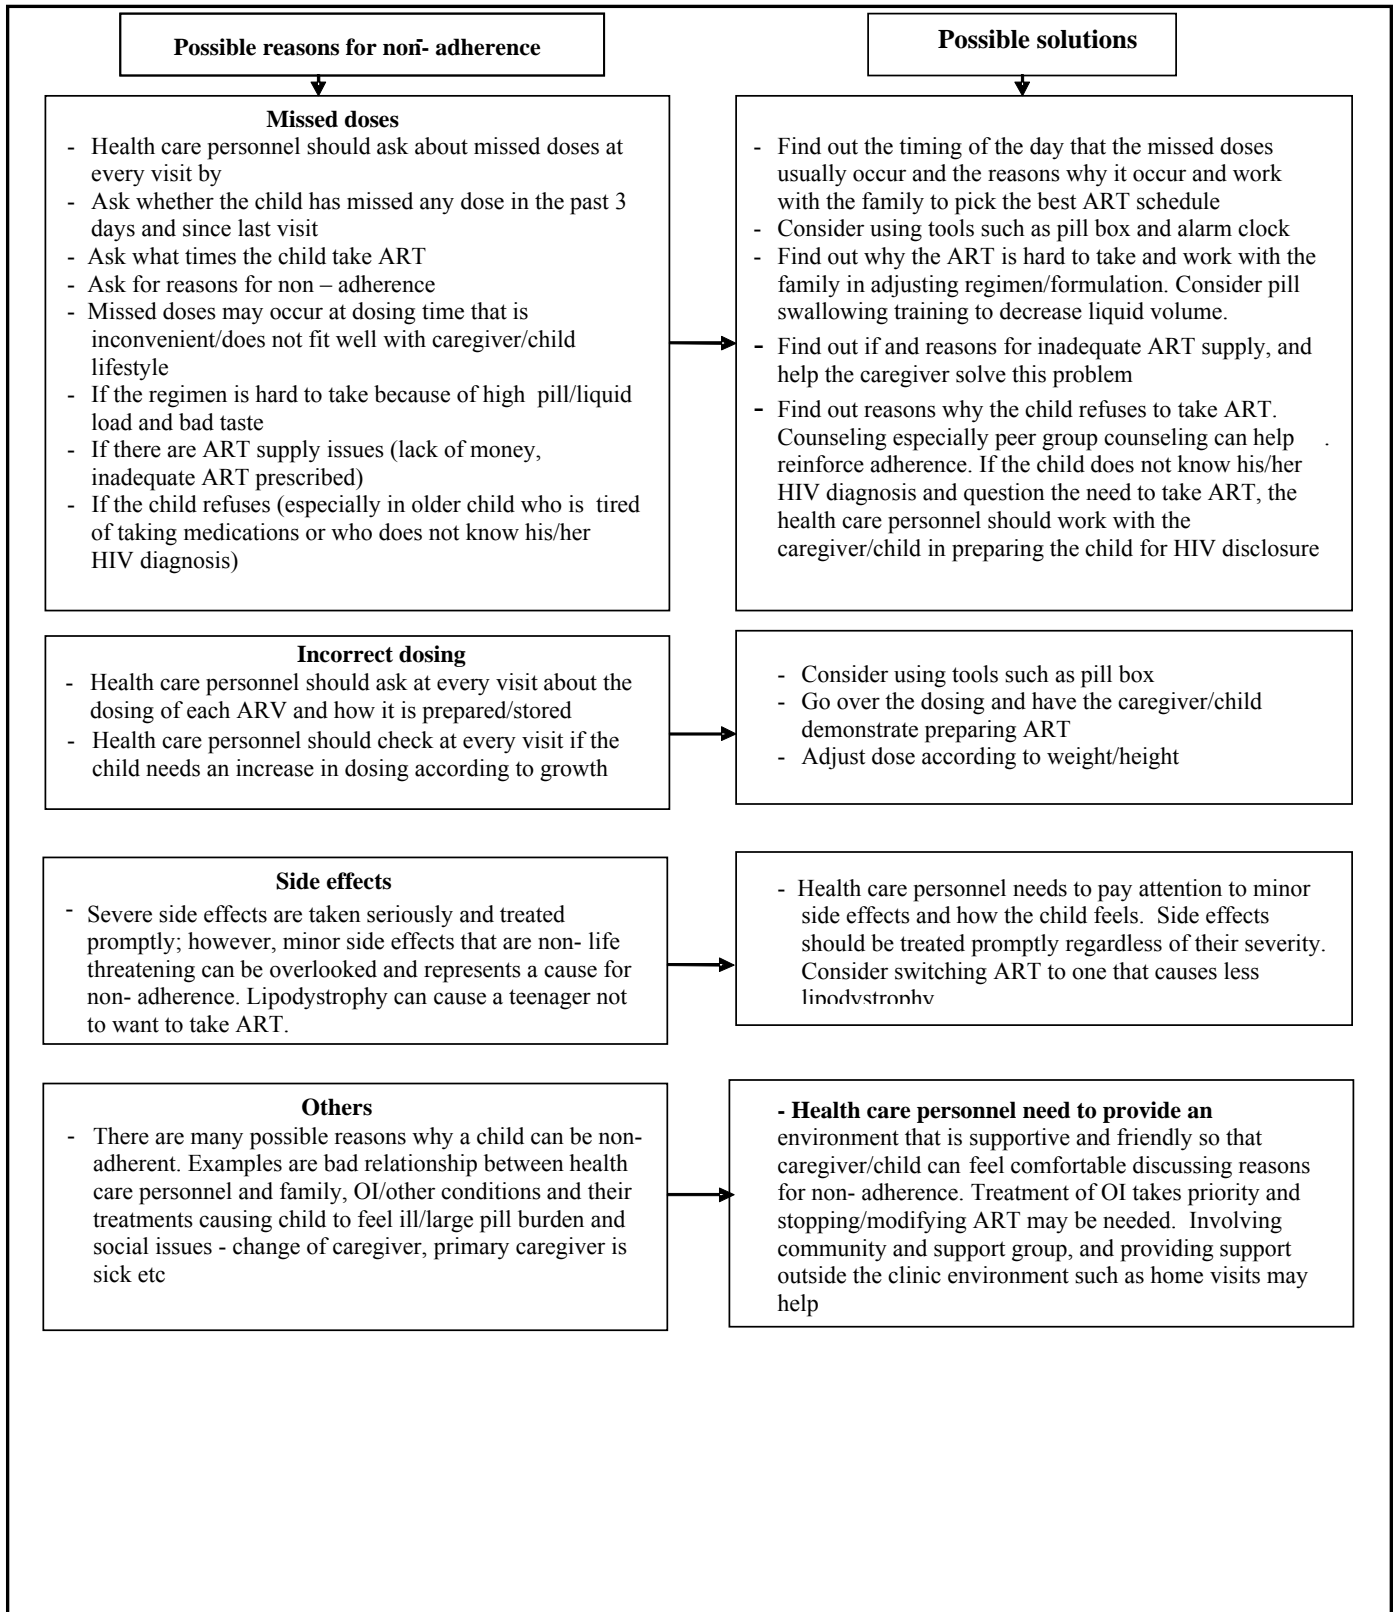 Possible reasons for non- adherence
Possible solutions
Missed doses
- Health care personnel should ask about missed doses at
every visit by
- Ask whether the child has missed any dose in the past 3
days and since last visit
- Ask what times the child take ART
- Ask for reasons for non – adherence
- Missed doses may occur at dosing time that is
inconvenient/does not fit well with caregiver/child
lifestyle
- If the regimen is hard to take because of high pill/liquid
load and bad taste
- If there are ART supply issues (lack of money,
inadequate ART prescribed)
- If the child refuses (especially in older child who is tired
of taking medications or who does not know his/her
HIV diagnosis)
- Find out the timing of the day that the missed doses
usually occur and the reasons why it occur and work
with the family to pick the best ART schedule
- Consider using tools such as pill box and alarm clock
- Find out why the ART is hard to take and work with the
family in adjusting regimen/formulation. Consider pill
swallowing training to decrease liquid volume.
- Find out if and reasons for inadequate ART supply, and
help the caregiver solve this problem
- Find out reasons why the child refuses to take ART.
Counseling especially peer group counseling can help .
reinforce adherence. If the child does not know his/her
HIV diagnosis and question the need to take ART, the
health care personnel should work with the
caregiver/child in preparing the child for HIV disclosure
Incorrect dosing
- Health care personnel should ask at every visit about the
dosing of each ARV and how it is prepared/stored
- Health care personnel should check at every visit if the
child needs an increase in dosing according to growth
- Consider using tools such as pill box
- Go over the dosing and have the caregiver/child
demonstrate preparing ART
- Adjust dose according to weight/height
Side effects
- Severe side effects are taken seriously and treated
promptly; however, minor side effects that are non- life
threatening can be overlooked and represents a cause for
non- adherence. Lipodystrophy can cause a teenager not
to want to take ART.
- Health care personnel needs to pay attention to minor
side effects and how the child feels. Side effects
should be treated promptly regardless of their severity.
Consider switching ART to one that causes less
lipodystrophy
Others
- There are many possible reasons why a child can be non-
adherent. Examples are bad relationship between health
care personnel and family, OI/other conditions and their
treatments causing child to feel ill/large pill burden and
social issues - change of caregiver, primary caregiver is
sick etc
- Health care personnel need to provide an
environment that is supportive and friendly so that
caregiver/child can feel comfortable discussing reasons
for non- adherence. Treatment of OI takes priority and
stopping/modifying ART may be needed. Involving
community and support group, and providing support
outside the clinic environment such as home visits may
help